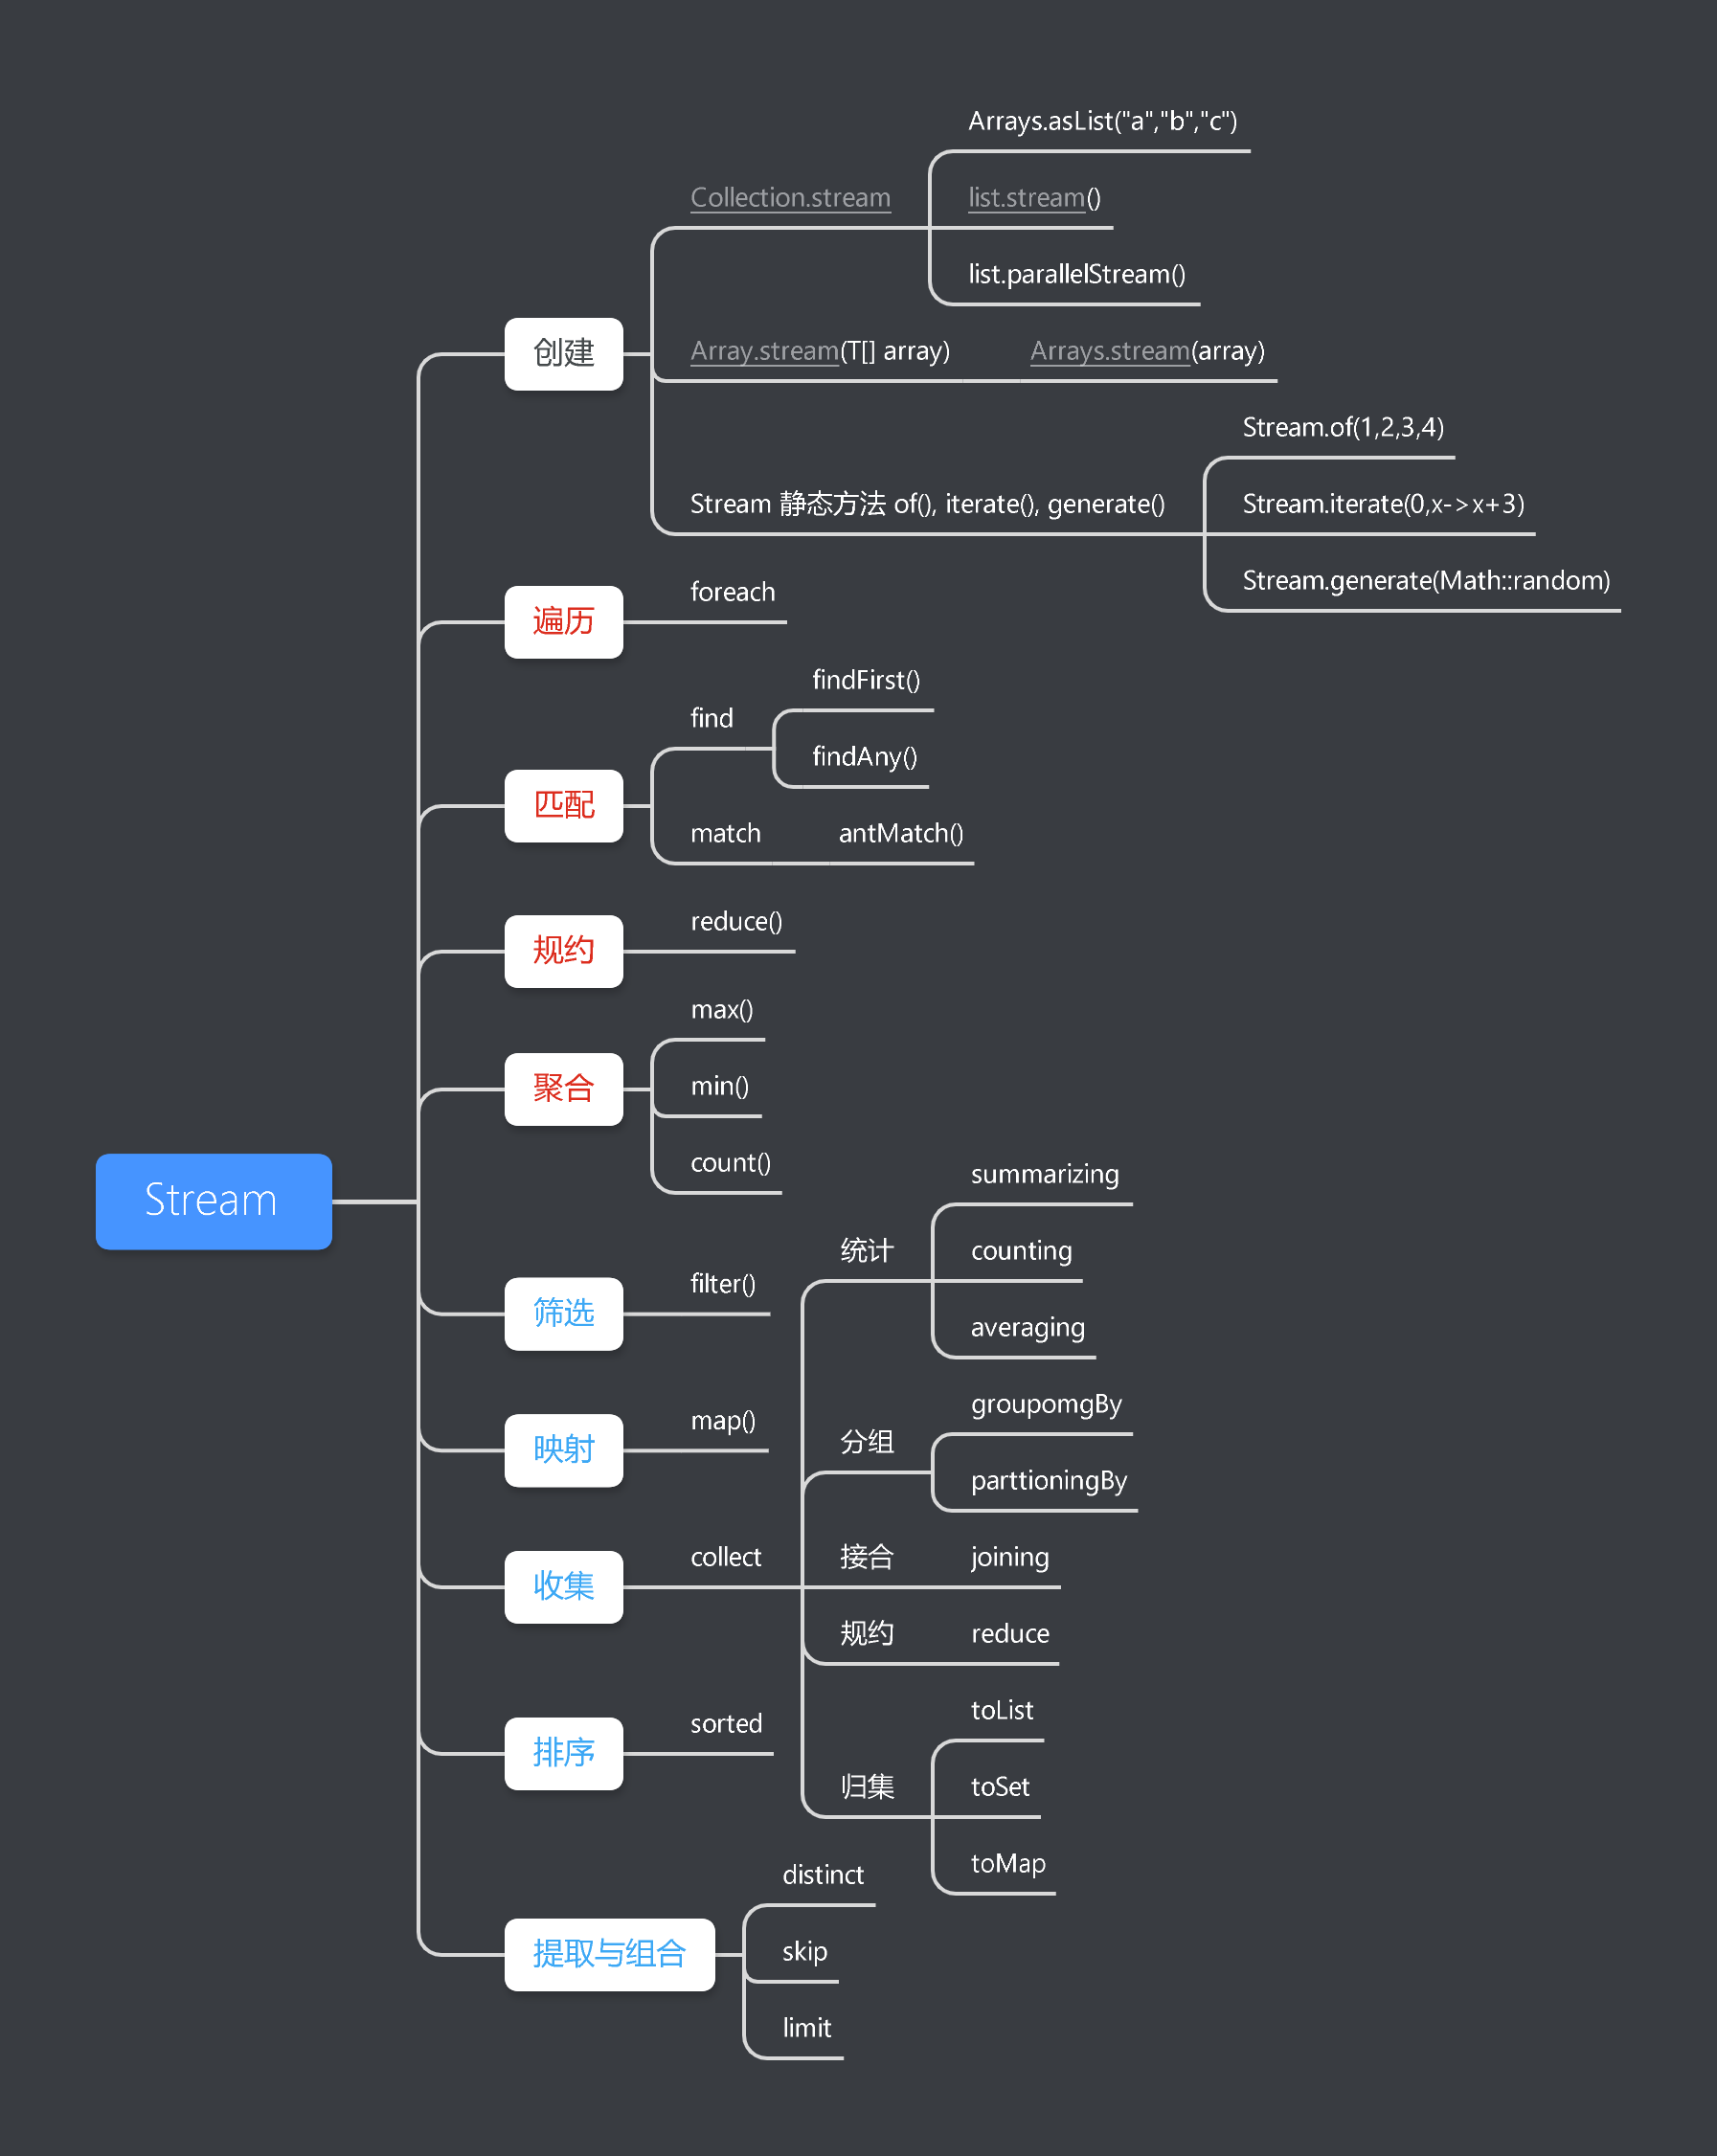 Stream
创建
Collection.stream
Arrays.asList("a","b","c")
list.stream()
list.parallelStream()
Array.stream(T[] array)
Arrays.stream(array)
Stream 静态方法 of(), iterate(), generate()
Stream.of(1,2,3,4)
Stream.iterate(0,x->x+3)
Stream.generate(Math::random)
遍历
foreach
匹配
find
findFirst()
findAny()
match
antMatch()
规约
reduce()
聚合
max()
min()
count()
筛选
filter()
映射
map()
收集
collect
统计
summarizing
counting
averaging
分组
groupomgBy
parttioningBy
接合
joining
规约
reduce
归集
toList
toSet
toMap
排序
sorted
提取与组合
distinct
skip
limit